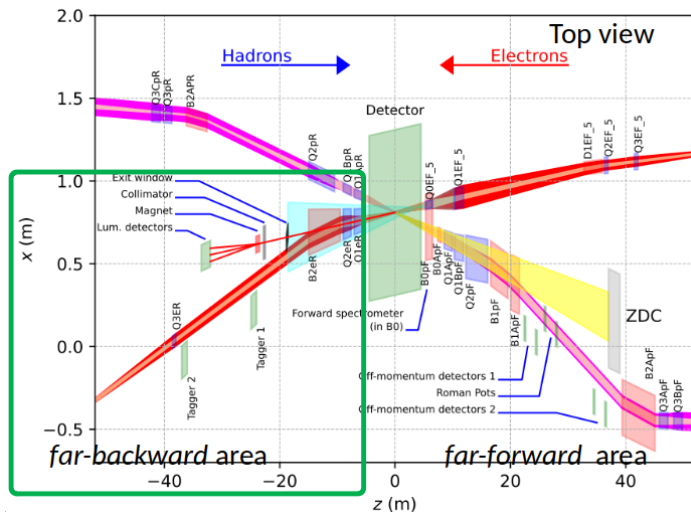 Top view
Hadrons
Electrons
2.0
1.5
1.0
0.5
0.0
−0.5
x (m)
Q3CpR
Q3pR
B2APR
Q2pR
Q1BpR
Q1ApR
Detector
Q0EF_5
Q1EF_5
D1EF_5
Q2EF_5
Q3EF_5
Exit window
Collimator
Magnet
Lum. detectors
B2eR
Q2eR
Q1eR
Q3ER
Tagger 1
Tagger 2
Forward spectrometer
(in B0)
B0pF
B0ApF
Q1ApF
Q1BpF
Q2pF
B1pF
B1ApF
ZDC
B2ApF
Q3ApF
Q3BpF
Off-momentum detectors 1
Roman Pots
Off-momentum detectors 2
far-backward area
far-forward area
−40
−20
0
20
40
z (m)